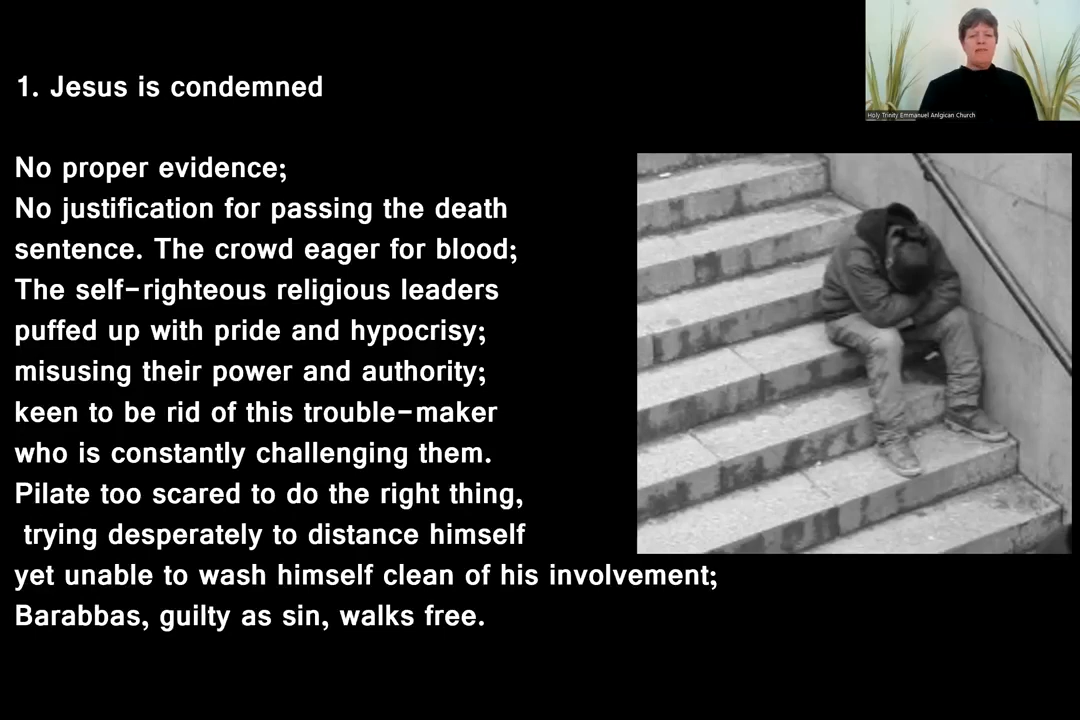 1. Jesus is condemned
No proper evidence;
No justification for passing the death
sentence. The crowd eager for blood;
The self-righteous religious leaders
puffed up with pride and hypocrisy;
misusing their power and authority;
keen to be rid of this trouble-maker
who is constantly challenging them.
Pilate too scared to do the right thing,
trying desperately to distance himself
yet unable to wash himself clean of his involvement;
Barabbas, guilty as sin, walks free.
Holy Trinity Emmanuel Anlgican Church